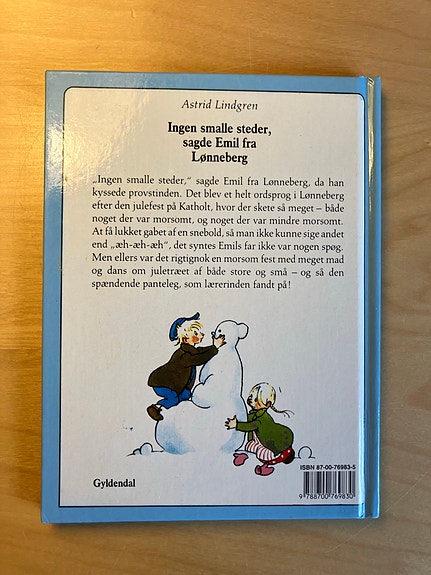 Astrid Lindgren
Ingen smalle steder,
sagde Emil fra
Lønneberg
„Ingen smalle steder,“ sagde Emil fra Lønneberg, da han
kyssede provstinden. Det blev et helt ordsprog i Lønneberg
efter den julefest på Katholt, hvor der skete så meget – både
noget der var morsomt, og noget der var mindre morsomt.
At få lukket gabet af en snebold, så man ikke kunne sige andet
end „æh-æh-æh“, det syntes Emils far ikke var nogen spøg.
Men ellers var det rigtignok en morsom fest med meget mad
og dans om juletræet af både store og små – og så den
spændende panteleg, som lærerinden fandt på!
ISBN 87-00-76983-5
9788700769830
Gyldendal